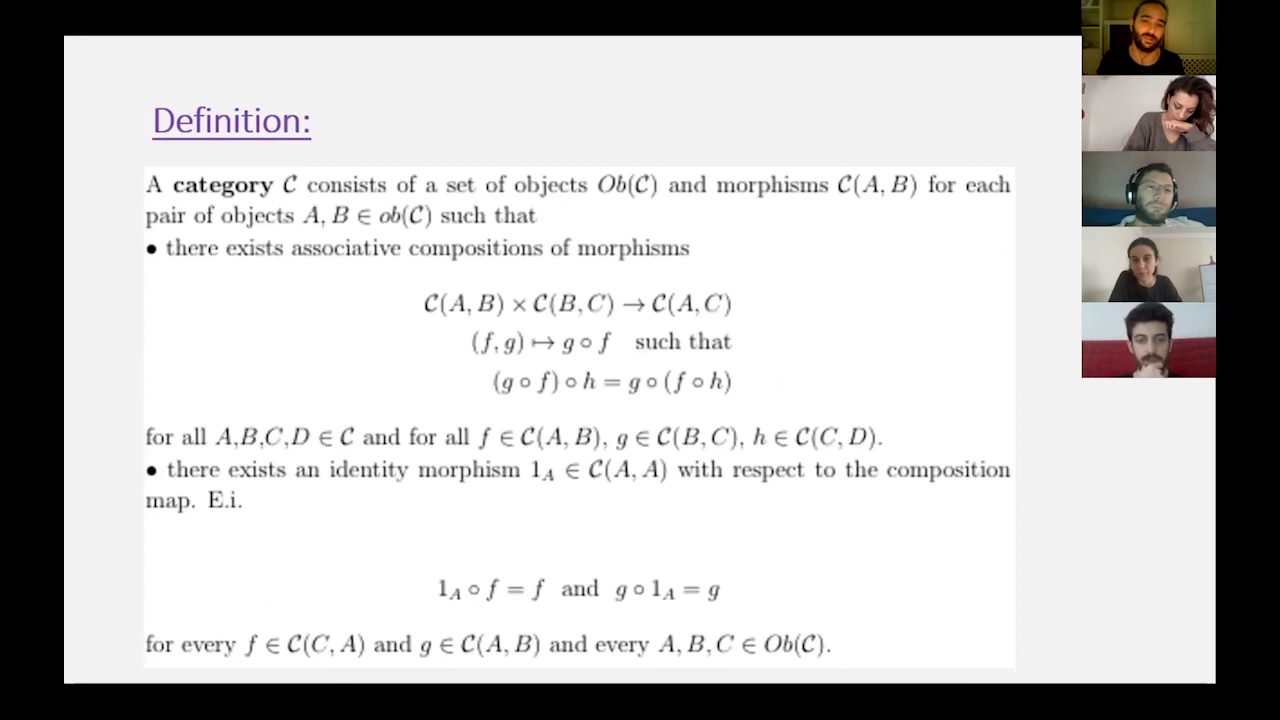 Definition:
A category 𝒞 consists of a set of objects Ob(𝒞) and morphisms 𝒞(A, B) for each
pair of objects A, B ∈ ob(𝒞) such that
• there exists associative compositions of morphisms
𝒞(A, B) × 𝒞(B, C) → 𝒞(A, C)
(f, g) ↦ g ∘ f such that
(g ∘ f) ∘ h = g ∘ (f ∘ h)
for all A,B,C,D ∈ 𝒞 and for all f ∈ 𝒞(A, B), g ∈ 𝒞(B, C), h ∈ 𝒞(C, D).
• there exists an identity morphism 1_A ∈ 𝒞(A, A) with respect to the composition
map. E.i.
1_A ∘ f = f and g ∘ 1_A = g
for every f ∈ 𝒞(C, A) and g ∈ 𝒞(A, B) and every A, B, C ∈ Ob(𝒞).